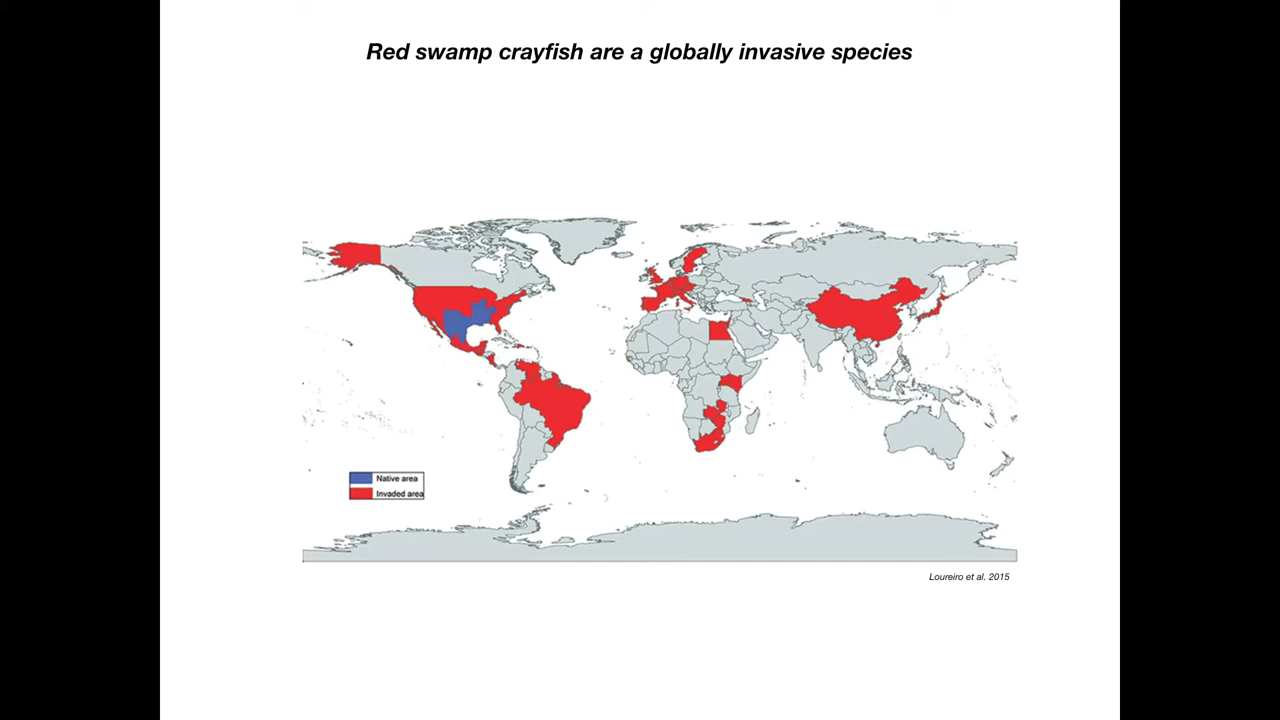 Red swamp crayfish are a globally invasive species
Native area
Invaded area
Loureiro et al. 2015